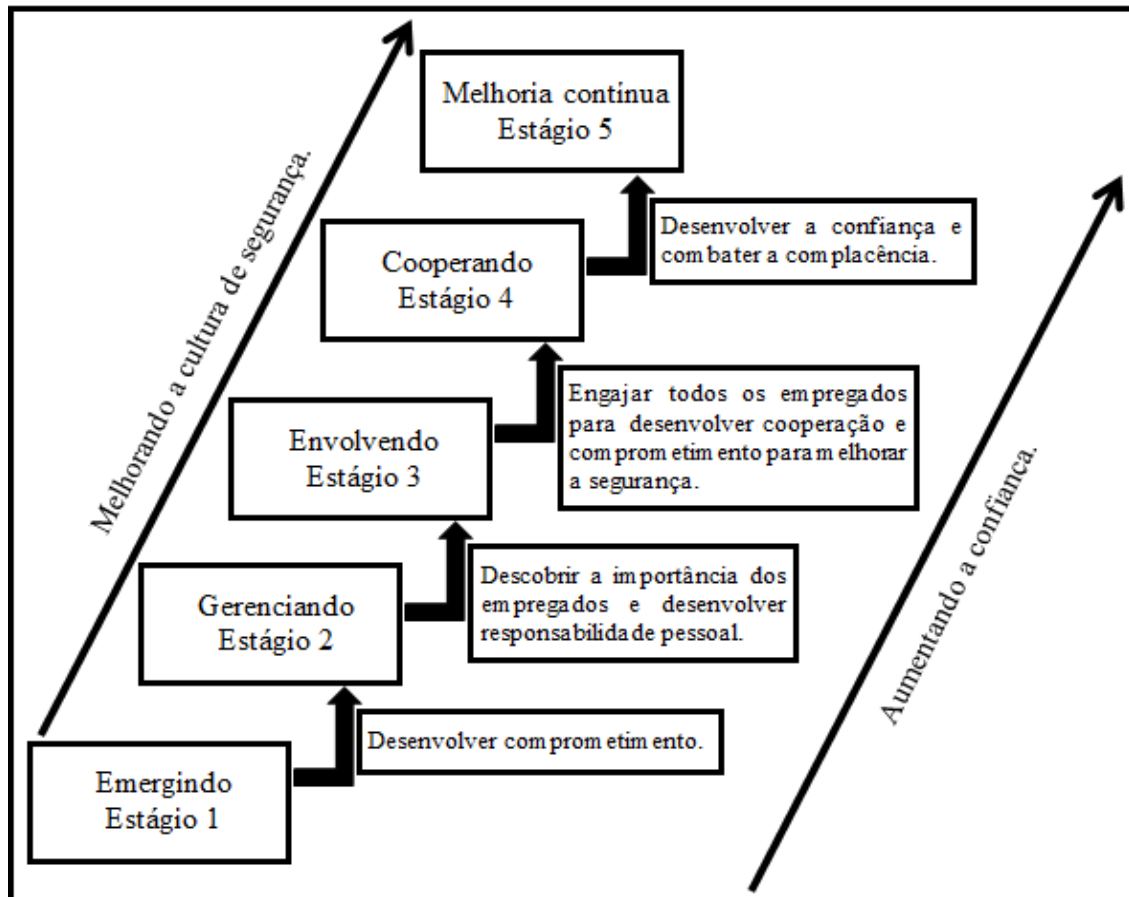 Melhoria contínua
Estágio 5
Desenvolver a confiança e
combater a complacência.
Cooperando
Estágio 4
Engajar todos os empregados
para desenvolver cooperação e
comprometimento para melhorar
a segurança.
Envolvendo
Estágio 3
Descobrir a importância dos
empregados e desenvolver
responsabilidade pessoal.
Gerenciando
Estágio 2
Desenvolver comprometimento.
Emergindo
Estágio 1
Melhorando a cultura de segurança.
Aumentando a confiança.